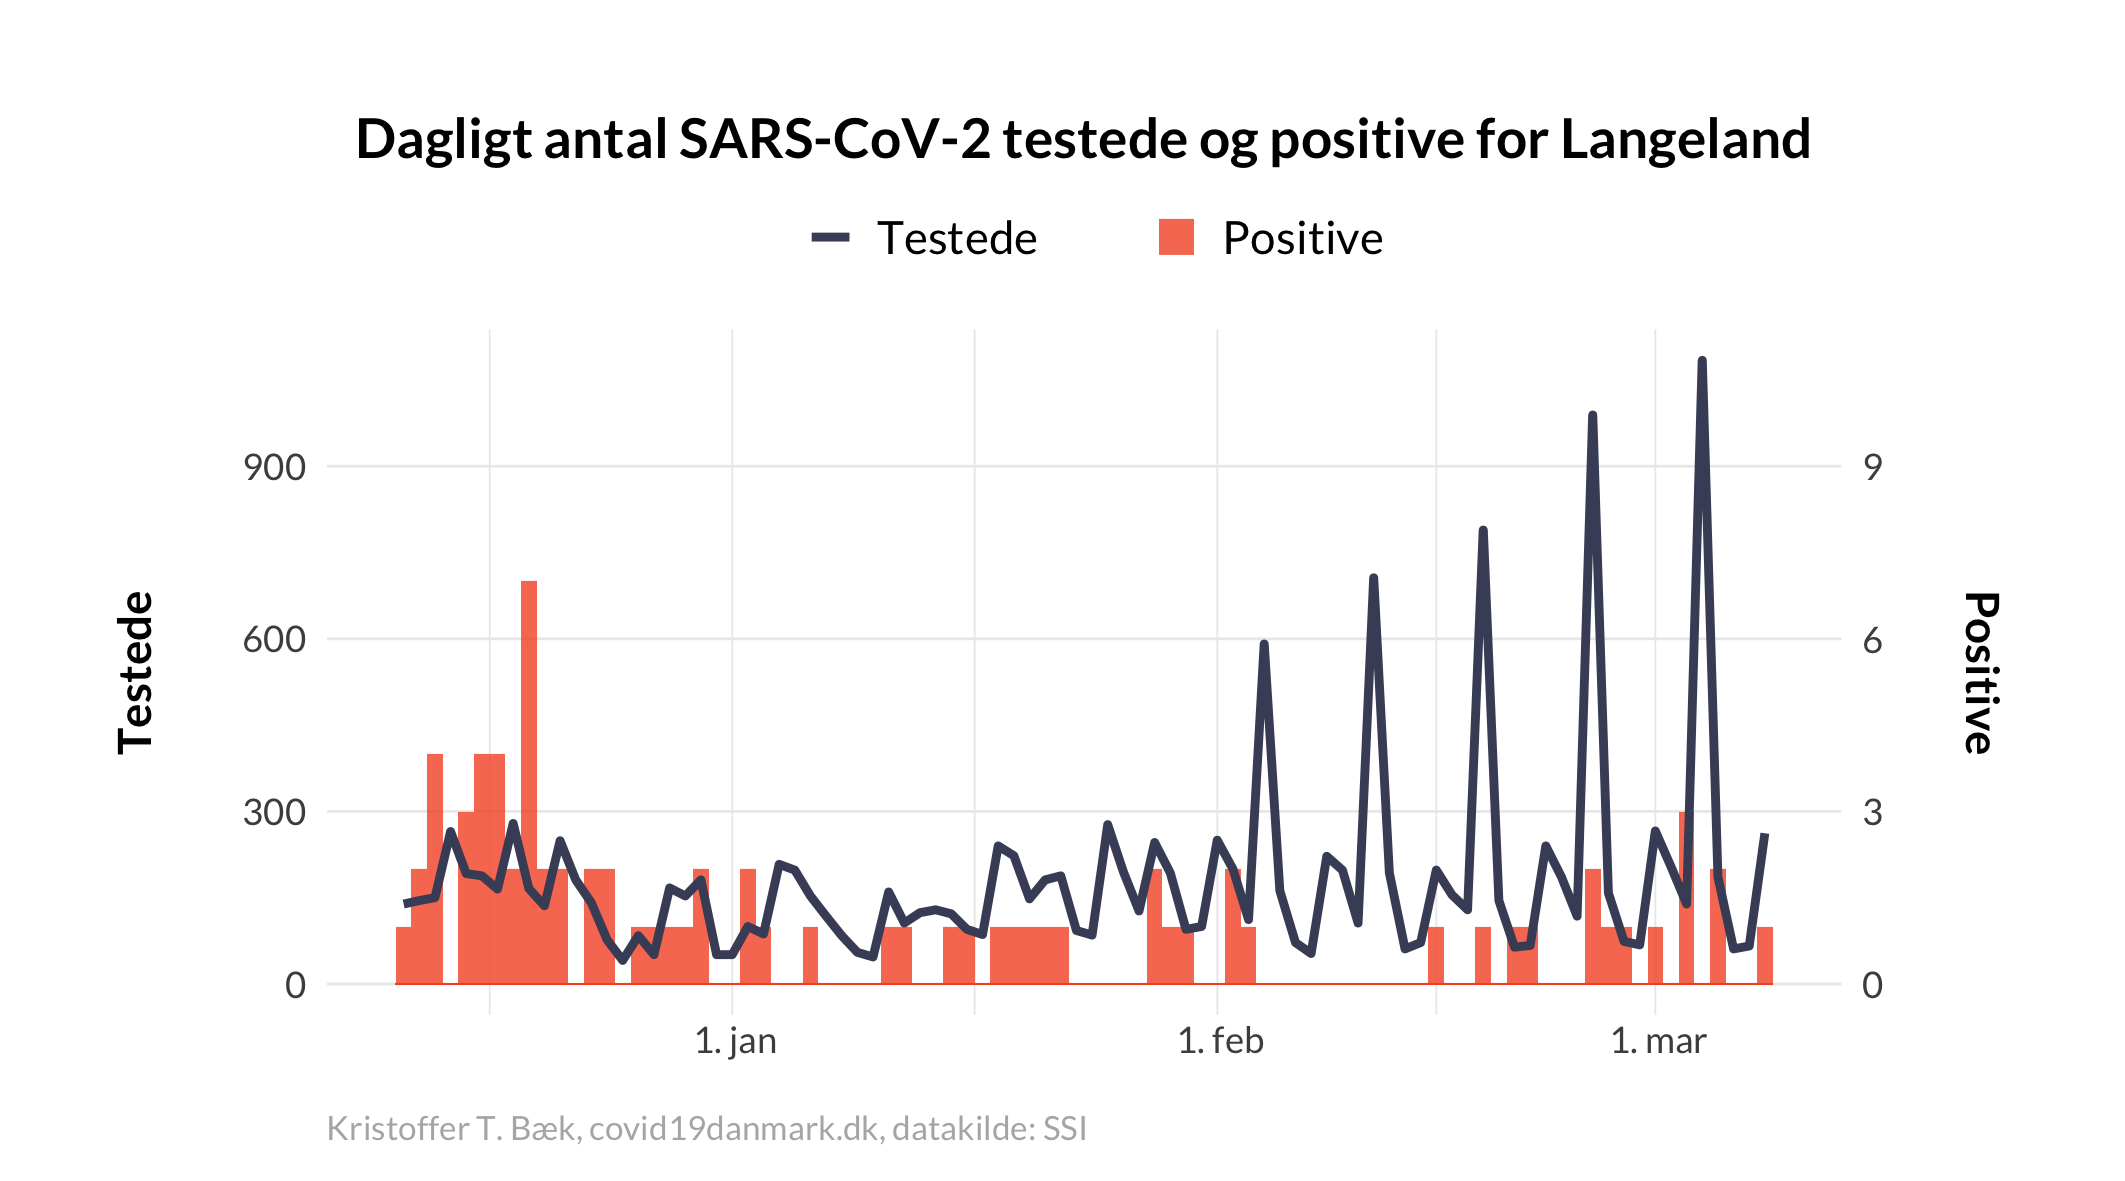 Dagligt antal SARS-CoV-2 testede og positive for Langeland
Testede
Positive
900
600
300
0
9
6
3
0
Testede
Positive
1. jan
1. feb
1. mar
Kristoffer T. Bæk, covid19danmark.dk, datakilde: SSI